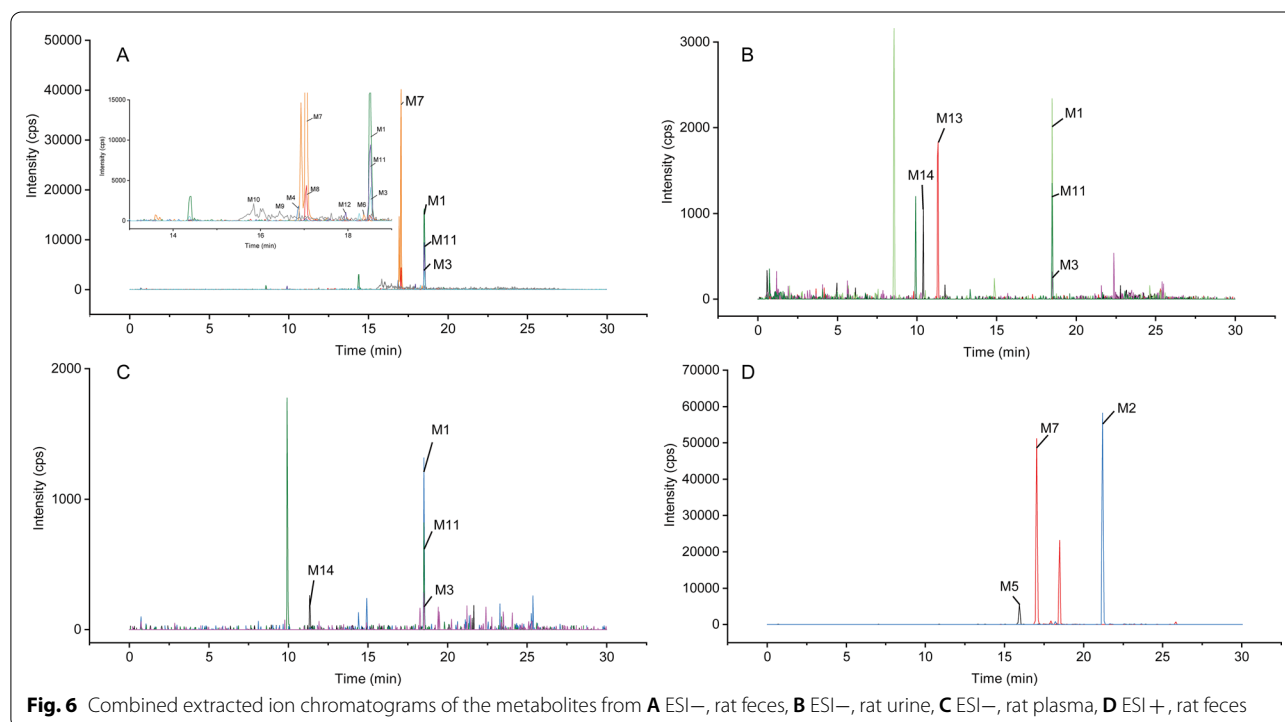 A
50000
40000
30000
20000
10000
0
Intensity (cps)
0 5 10 15 20 25 30
Time (min)
M7
M1
M11
M3
15000
10000
5000
0
Intensity (cps)
14 16 18
Time (min)
M10
M9
M4
M7
M8
M12
M6
M1
M11
M3
B
3000
2000
1000
0
Intensity (cps)
0 5 10 15 20 25 30
Time (min)
M14
M13
M1
M11
M3
C
2000
1000
0
Intensity (cps)
0 5 10 15 20 25 30
Time (min)
M14
M1
M11
M3
D
70000
60000
50000
40000
30000
20000
10000
0
Intensity (cps)
0 5 10 15 20 25 30
Time (min)
M5
M7
M2
Fig. 6 Combined extracted ion chromatograms of the metabolites from A ESI−, rat feces, B ESI−, rat urine, C ESI−, rat plasma, D ESI +, rat feces